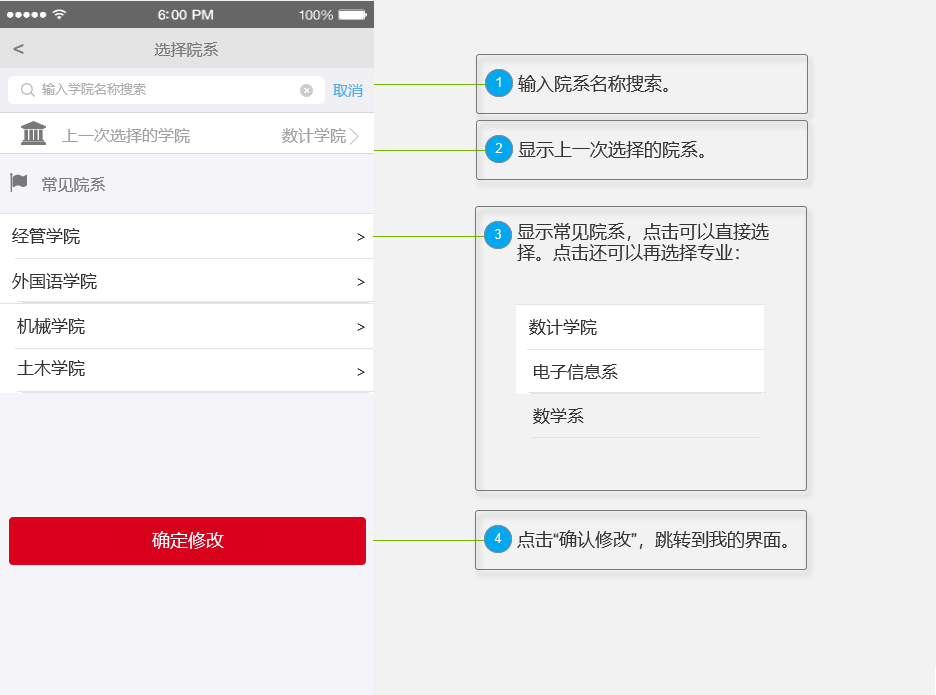 6:00 PM
100%
<
选择院系
输入学院名称搜索
取消
上一次选择的学院
数计学院
常见院系
经管学院
>
外国语学院
>
机械学院
>
土木学院
>
确定修改
1
输入院系名称搜索。
2
显示上一次选择的院系。
3
显示常见院系，点击可以直接选
择。点击还可以再选择专业：
数计学院
电子信息系
数学系
4
点击“确认修改”，跳转到我的界面。